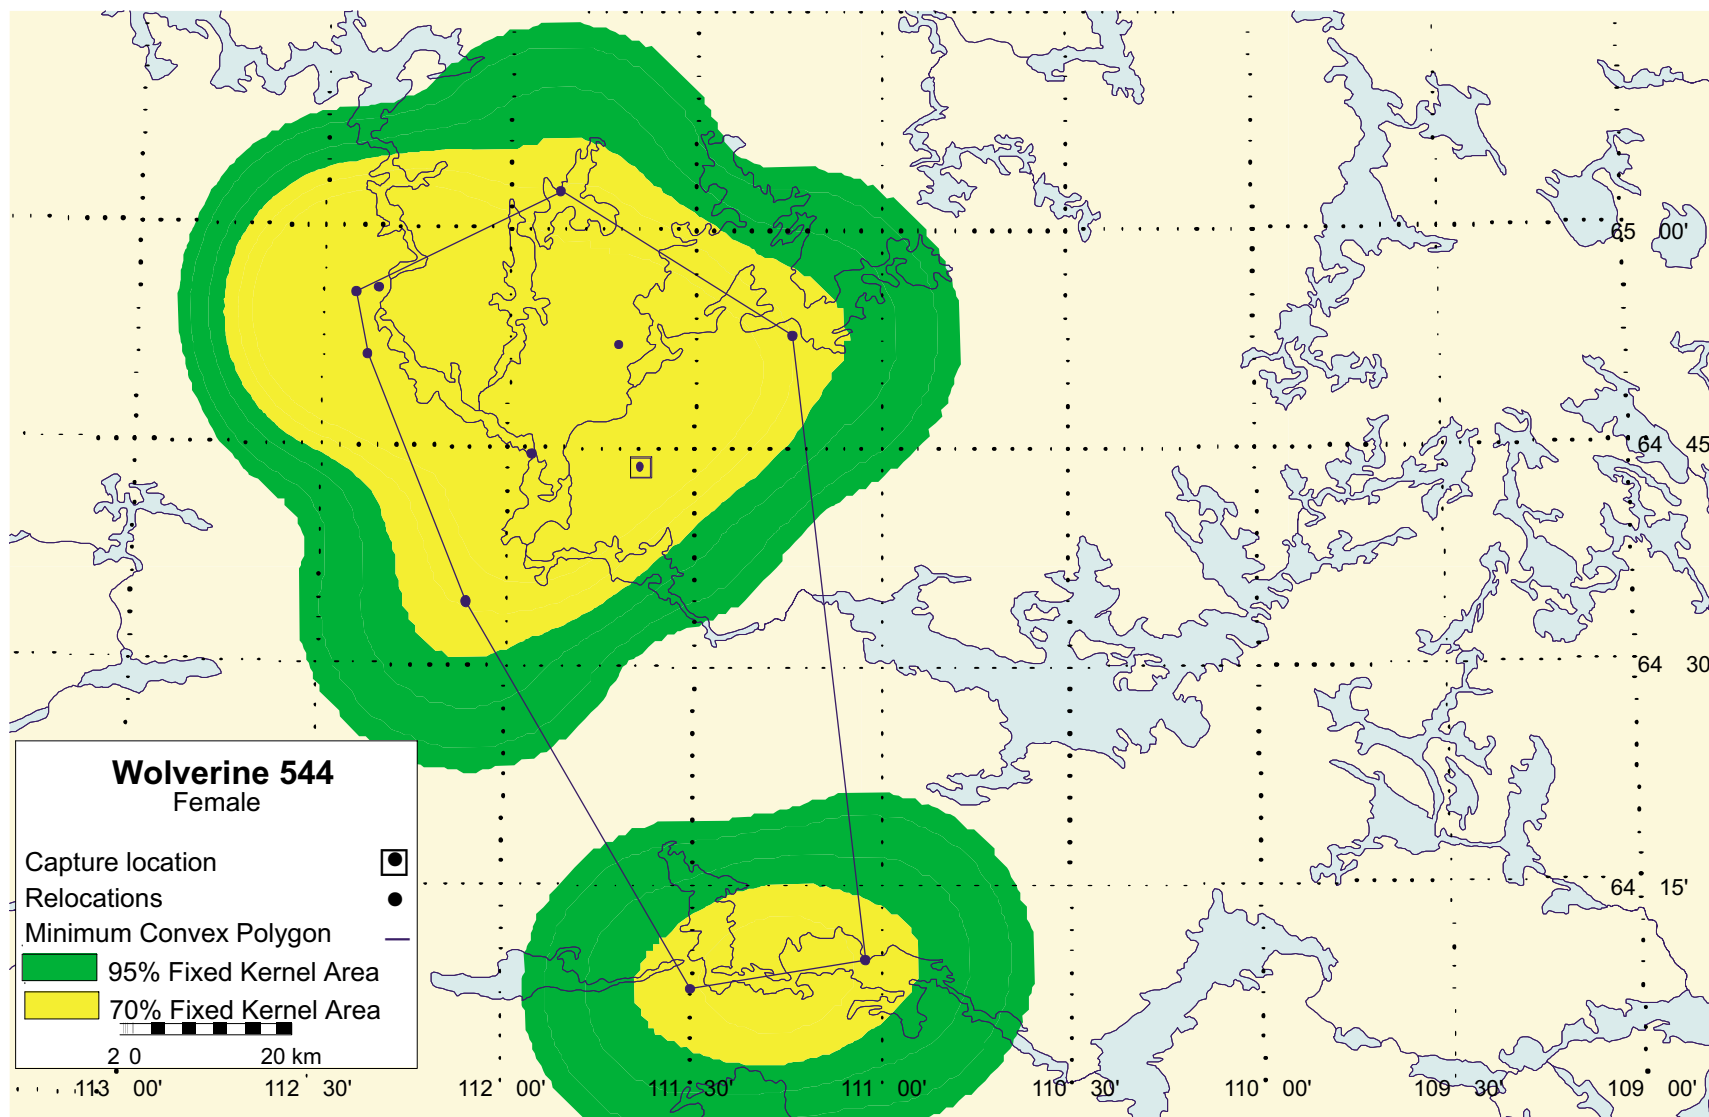 65 00'
64 45'
64 30'
64 15'
Wolverine 544
Female
Capture location
Relocations
Minimum Convex Polygon
95% Fixed Kernel Area
70% Fixed Kernel Area
2 0 20 km
113 00' 112 30' 112 00' 111 30' 111 00' 110 30' 110 00' 109 30' 109 00'